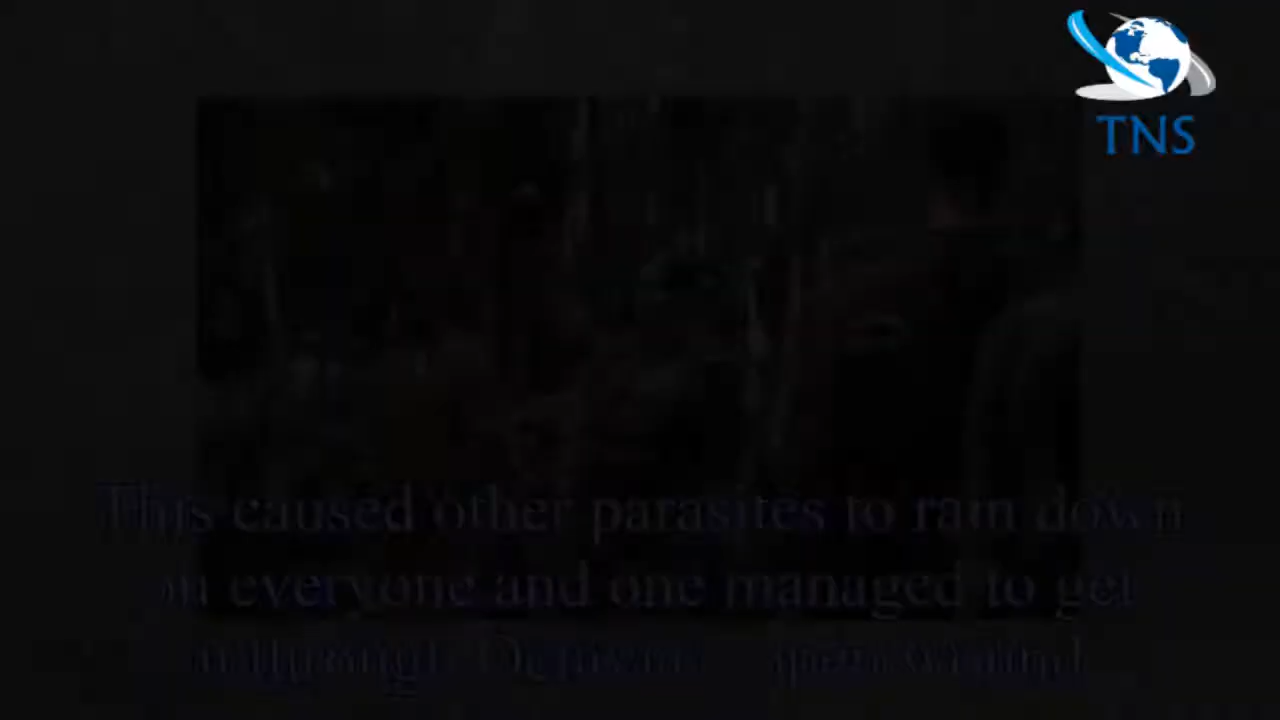 TNS
This caused other parasites to rain down
on everyone and one managed to get